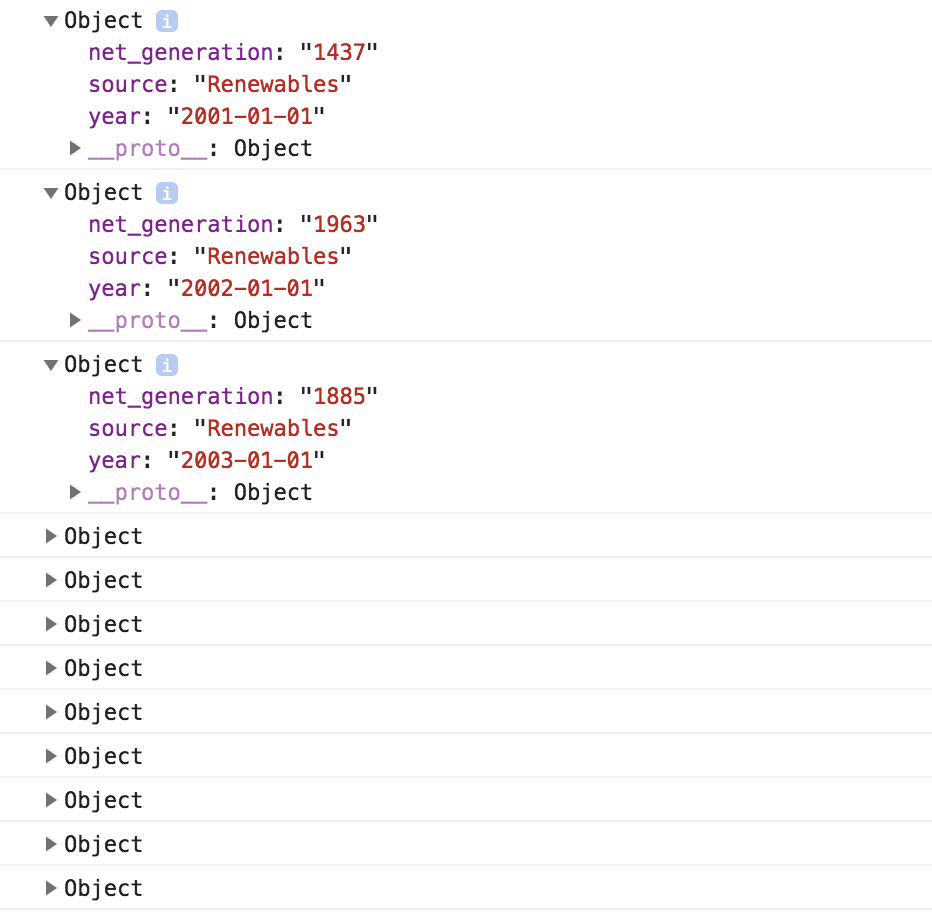 Object i
net_generation: "1437"
source: "Renewables"
year: "2001-01-01"
__proto__: Object
Object i
net_generation: "1963"
source: "Renewables"
year: "2002-01-01"
__proto__: Object
Object i
net_generation: "1885"
source: "Renewables"
year: "2003-01-01"
__proto__: Object
Object
Object
Object
Object
Object
Object
Object
Object
Object